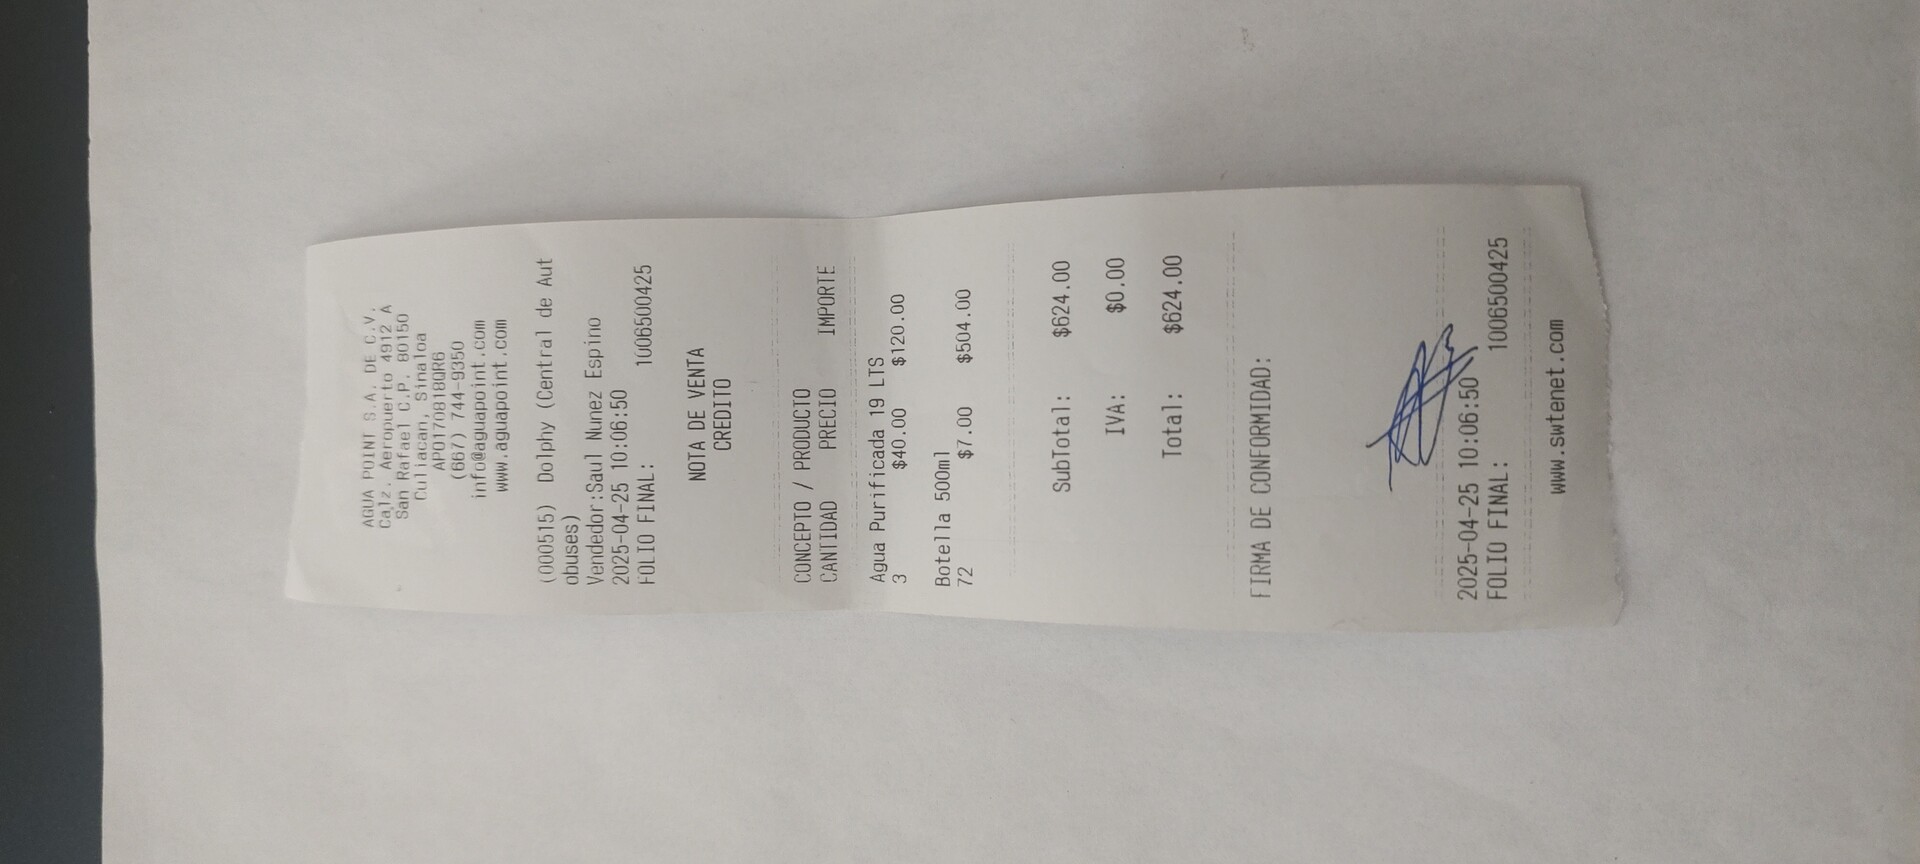 AGUA POINT S.A. DE C.V.
Calz. Aeropuerto 4912 A
San Rafael C.P. 80150
Culiacan, Sinaloa
APO170818QR6
(667) 744-9350
info@aguapoint.com
www.aguapoint.com
(000515) Dolphy (Central de Aut
obuses)
Vendedor:Saul Nunez Espino
2025-04-25 10:06:50
FOLIO FINAL: 1006500425
NOTA DE VENTA
CREDITO
CONCEPTO / PRODUCTO
CANTIDAD PRECIO IMPORTE
Agua Purificada 19 LTS
3 $40.00 $120.00
Botella 500ml
72 $7.00 $504.00
SubTotal: $624.00
IVA: $0.00
Total: $624.00
FIRMA DE CONFORMIDAD:
2025-04-25 10:06:50
FOLIO FINAL: 1006500425
www.swtenet.com